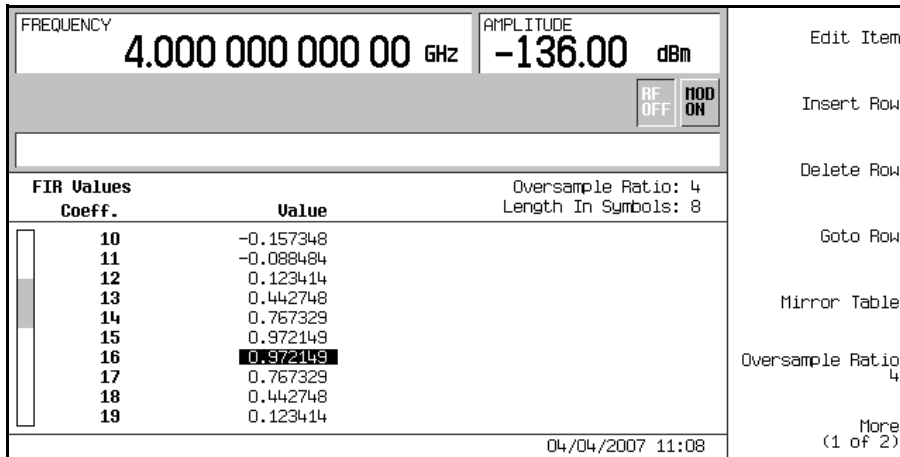 FREQUENCY
4.000 000 000 00 GHz
AMPLITUDE
-136.00 dBm
RF OFF
MOD ON
FIR Values
Oversample Ratio: 4
Coeff. Value
Length In Symbols: 8
10 -0.157348
11 -0.088484
12 0.123414
13 0.442748
14 0.767329
15 0.972149
16 0.972149
17 0.767329
18 0.442748
19 0.123414
04/04/2007 11:08
Edit Item
Insert Row
Delete Row
Goto Row
Mirror Table
Oversample Ratio
4
More
(1 of 2)